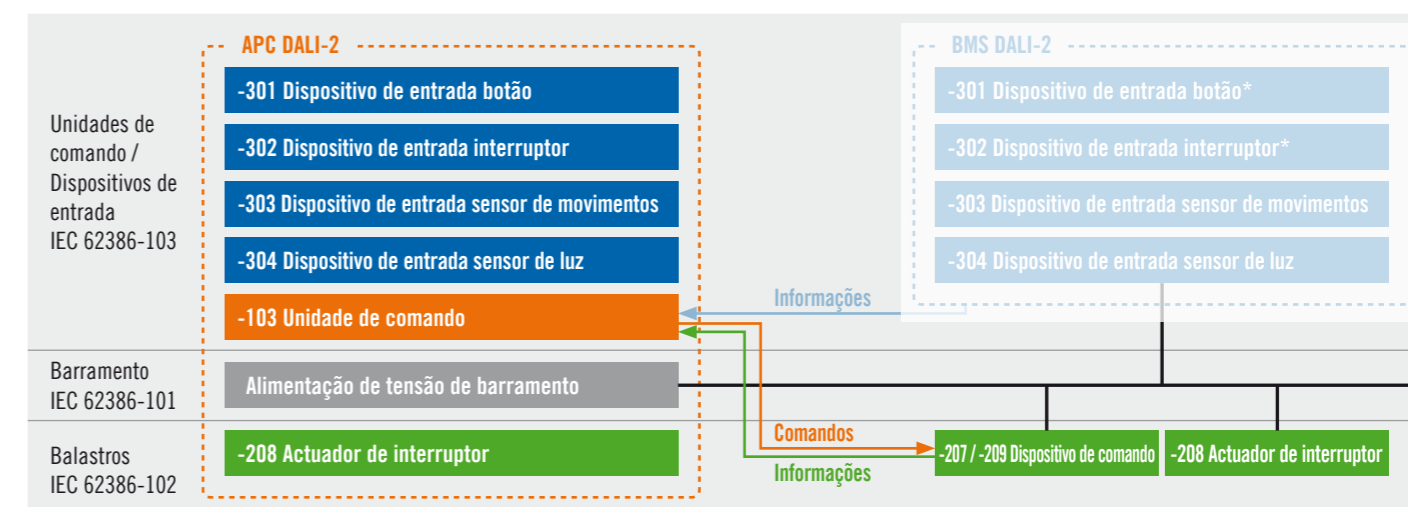 APC DALI-2
BMS DALI-2
Unidades de
comando /
Dispositivos de
entrada
IEC 62386-103
-301 Dispositivo de entrada botão
-302 Dispositivo de entrada interruptor
-303 Dispositivo de entrada sensor de movimentos
-304 Dispositivo de entrada sensor de luz
-103 Unidade de comando
-301 Dispositivo de entrada botão*
-302 Dispositivo de entrada interruptor*
-303 Dispositivo de entrada sensor de movimentos
-304 Dispositivo de entrada sensor de luz
Informações
Barramento
IEC 62386-101
Alimentação de tensão de barramento
Balastros
IEC 62386-102
-208 Actuador de interruptor
Comandos
Informações
-207 / -209 Dispositivo de comando
-208 Actuador de interruptor